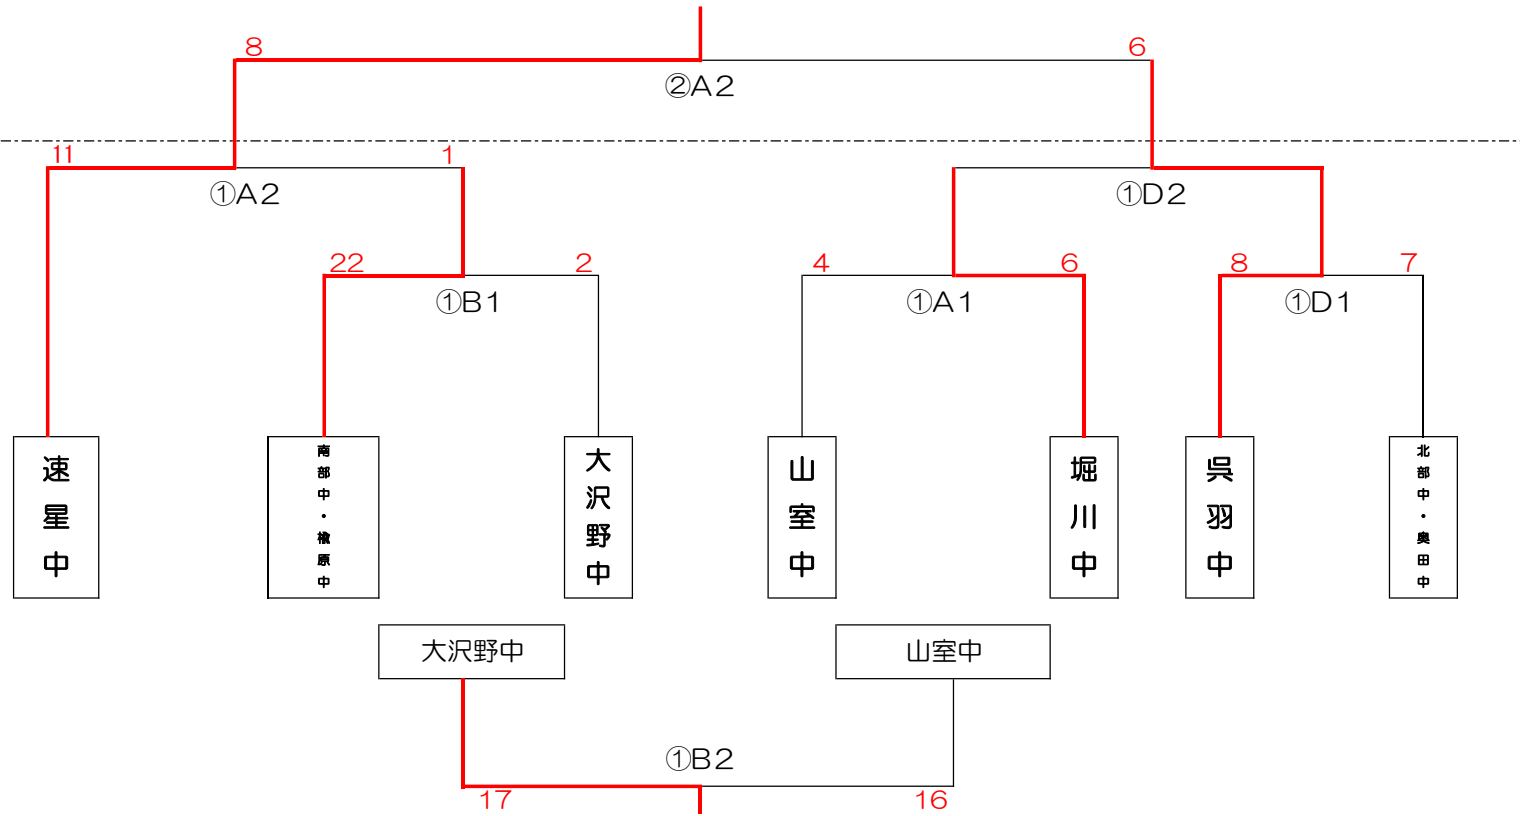 8 6
②A2
11 1
①A2 ①D2
22 2 4 6 8 7
①B1 ①A1 ①D1
速星中
南部中・楡原中
大沢野中
山室中
堀川中
呉羽中
北部中・奥田中
大沢野中 山室中
①B2
17 16